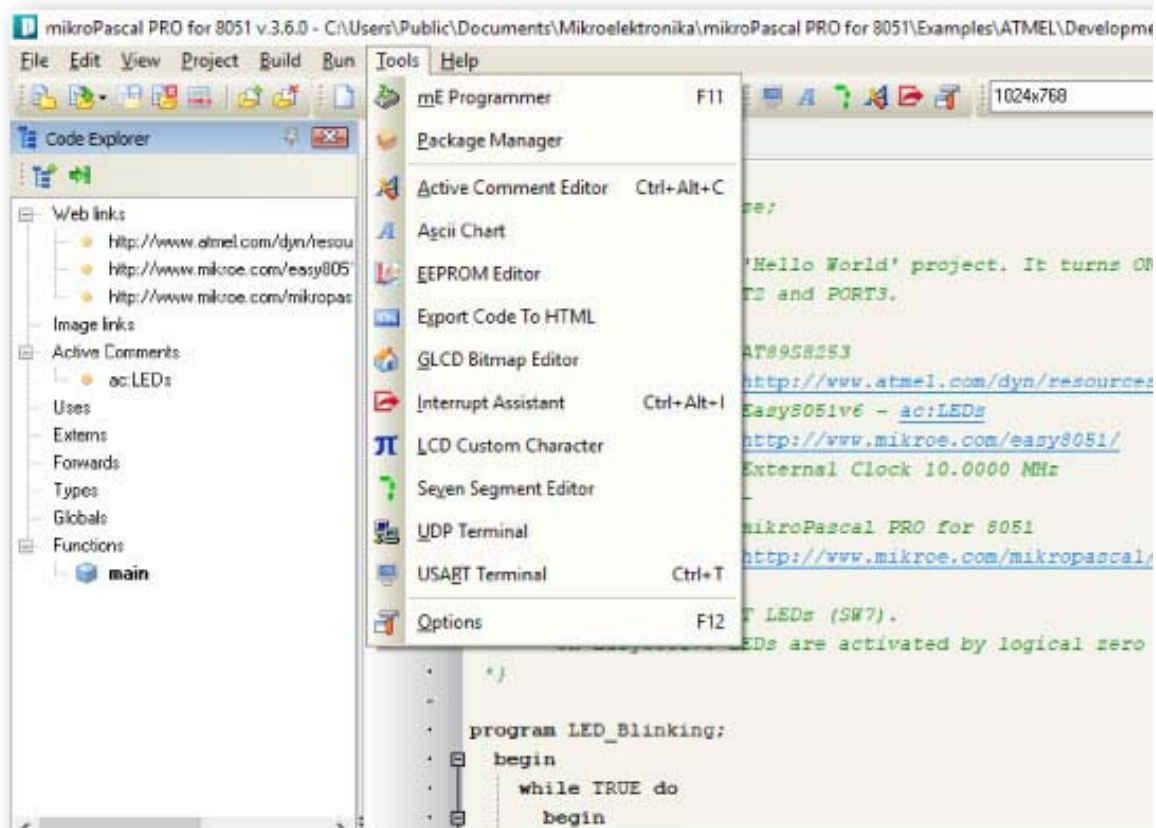 mikroPascal PRO for 8051 v.3.6.0 - C:\Users\Public\Documents\Mikroelektronika\mikroPascal PRO for 8051\Examples\ATMEL\Developme
File Edit View Project Build Run Tools Help
1024x768
Code Explorer
Web links
http://www.atmel.com/dyn/resou
http://www.mikroe.com/easy805
http://www.mikroe.com/mikropas
Image links
Active Comments
ac:LEDs
Uses
Externs
Forwards
Types
Globals
Functions
main
mE Programmer F11
Package Manager
Active Comment Editor Ctrl+Alt+C
Ascii Chart
EEPROM Editor
Export Code To HTML
GLCD Bitmap Editor
Interrupt Assistant Ctrl+Alt+I
LCD Custom Character
Seven Segment Editor
UDP Terminal
USART Terminal Ctrl+T
Options F12
se;
'Hello World' project. It turns ON
T2 and PORT3.
AT89S8253
http://www.atmel.com/dyn/resources
Easy8051v6 - ac:LEDs
http://www.mikroe.com/easy8051/
External Clock 10.0000 MHz
-
mikroPascal PRO for 8051
http://www.mikroe.com/mikropascal/
T LEDs (SW7).
LEDs are activated by logical zero
*}
program LED_Blinking;
begin
while TRUE do
begin